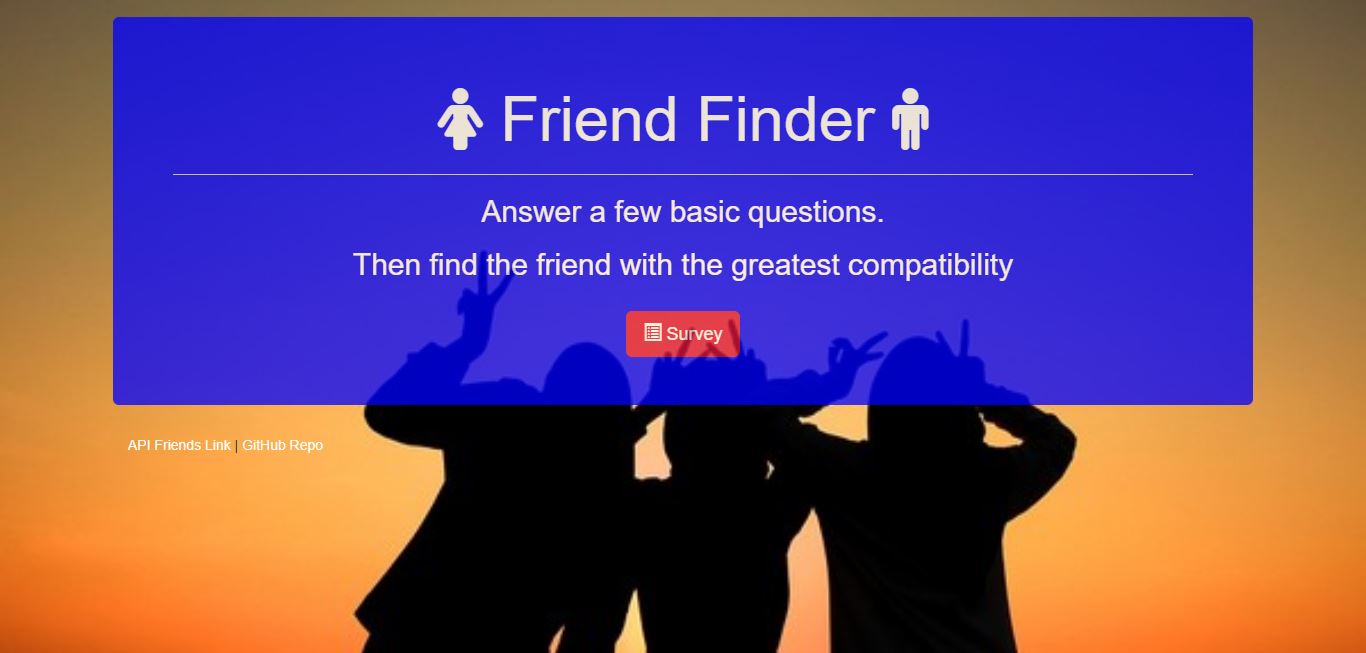 Friend Finder
Answer a few basic questions.
Then find the friend with the greatest compatibility
Survey
API Friends Link | GitHub Repo